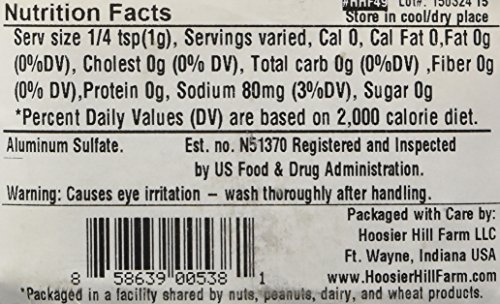 Nutrition Facts
#HHF49 Lot#: 150324 15
Store in cool/dry place
Serv size 1/4 tsp(1g), Servings varied, Cal 0, Cal Fat 0,Fat 0g
(0%DV), Cholest 0g (0% DV), Total carb 0g (0% DV) ,Fiber 0g
(0% DV),Protein 0g, Sodium 80mg (3%DV), Sugar 0g
*Percent Daily Values (DV) are based on 2,000 calorie diet.
Aluminum Sulfate. Est. no. N51370 Registered and Inspected
by US Food & Drug Administration.
Warning: Causes eye irritation – wash thoroughly after handling.
Packaged with Care by:
Hoosier Hill Farm LLC
Ft. Wayne, Indiana USA
www.HoosierHillFarm.com
8 58639 00538 1
*Packaged in a facility shared by nuts, peanuts, dairy, and wheat products.